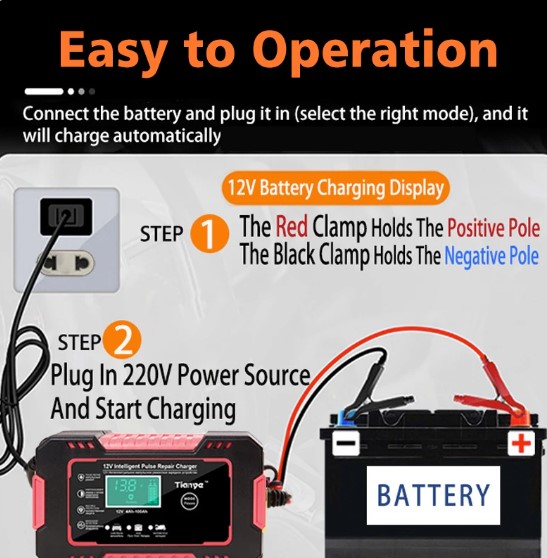 Easy to Operation
Connect the battery and plug it in (select the right mode), and it
will charge automatically
12V Battery Charging Display
STEP 1
The Red Clamp Holds The Positive Pole
The Black Clamp Holds The Negative Pole
STEP 2
Plug In 220V Power Source
And Start Charging
12V Intelligent Pulse Repair Charger
13.8
Tianya
MODE
12V 4Ah-100Ah
−
+
BATTERY